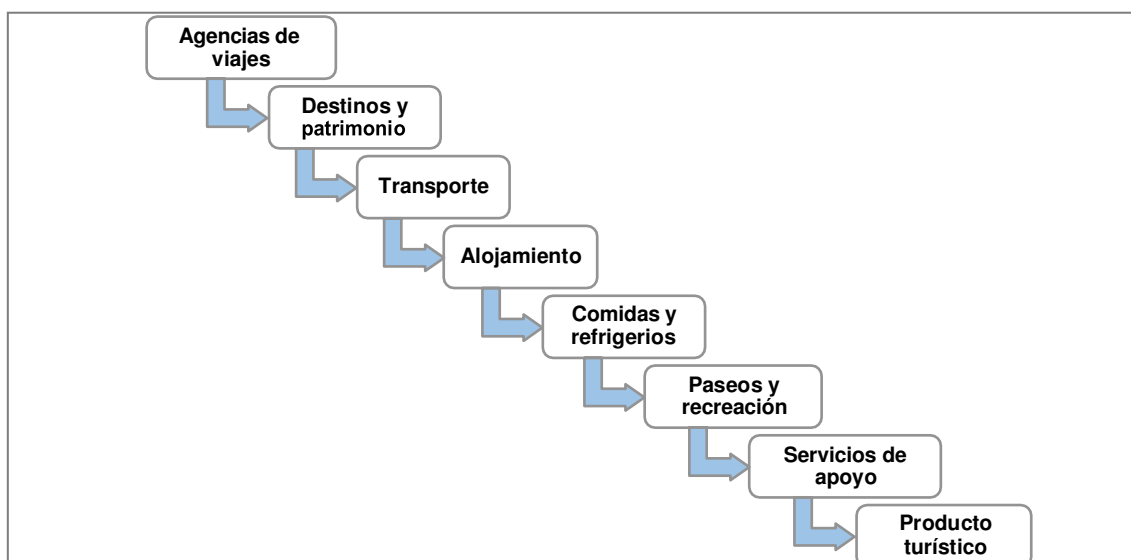 Agencias de
viajes
Destinos y
patrimonio
Transporte
Alojamiento
Comidas y
refrigerios
Paseos y
recreación
Servicios de
apoyo
Producto
turístico